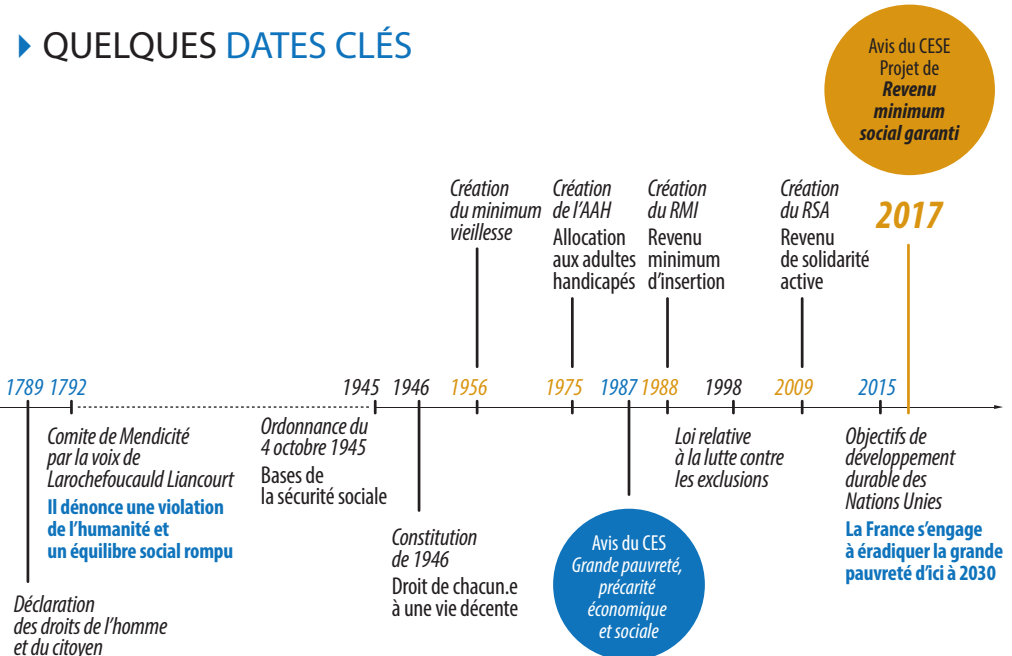 QUELQUES DATES CLÉS
Avis du CESE
Projet de
Revenu
minimum
social garanti
2017
Création
du minimum
vieillesse
Création
de l'AAH
Allocation
aux adultes
handicapés
Création
du RMI
Revenu
minimum
d'insertion
Création
du RSA
Revenu
de solidarité
active
1789 1792 1945 1946 1956 1975 1987 1988 1998 2009 2015
Comite de Mendicité
par la voix de
Larochefoucauld Liancourt
Il dénonce une violation
de l'humanité et
un équilibre social rompu
Ordonnance du
4 octobre 1945
Bases de
la sécurité sociale
Loi relative
à la lutte contre
les exclusions
Objectifs de
développement
durable des
Nations Unies
La France s'engage
à éradiquer la grande
pauvreté d'ici à 2030
Déclaration
des droits de l'homme
et du citoyen
Constitution
de 1946
Droit de chacun.e
à une vie décente
Avis du CES
Grande pauvreté,
précarité
économique
et sociale